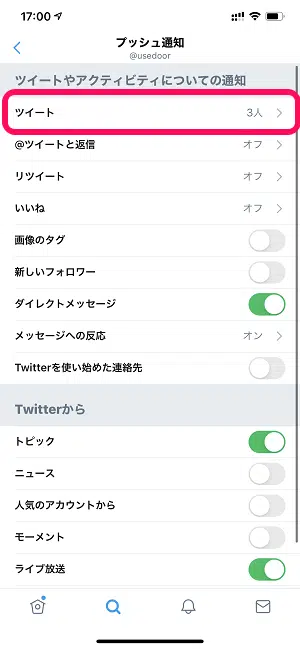 17:00
プッシュ通知
@usedoor
ツイートやアクティビティについての通知
ツイート 3人
@ツイートと返信 オフ
リツイート オフ
いいね オフ
画像のタグ
新しいフォロワー
ダイレクトメッセージ
メッセージへの反応 オン
Twitterを使い始めた連絡先
Twitterから
トピック
ニュース
人気のアカウントから
モーメント
ライブ放送